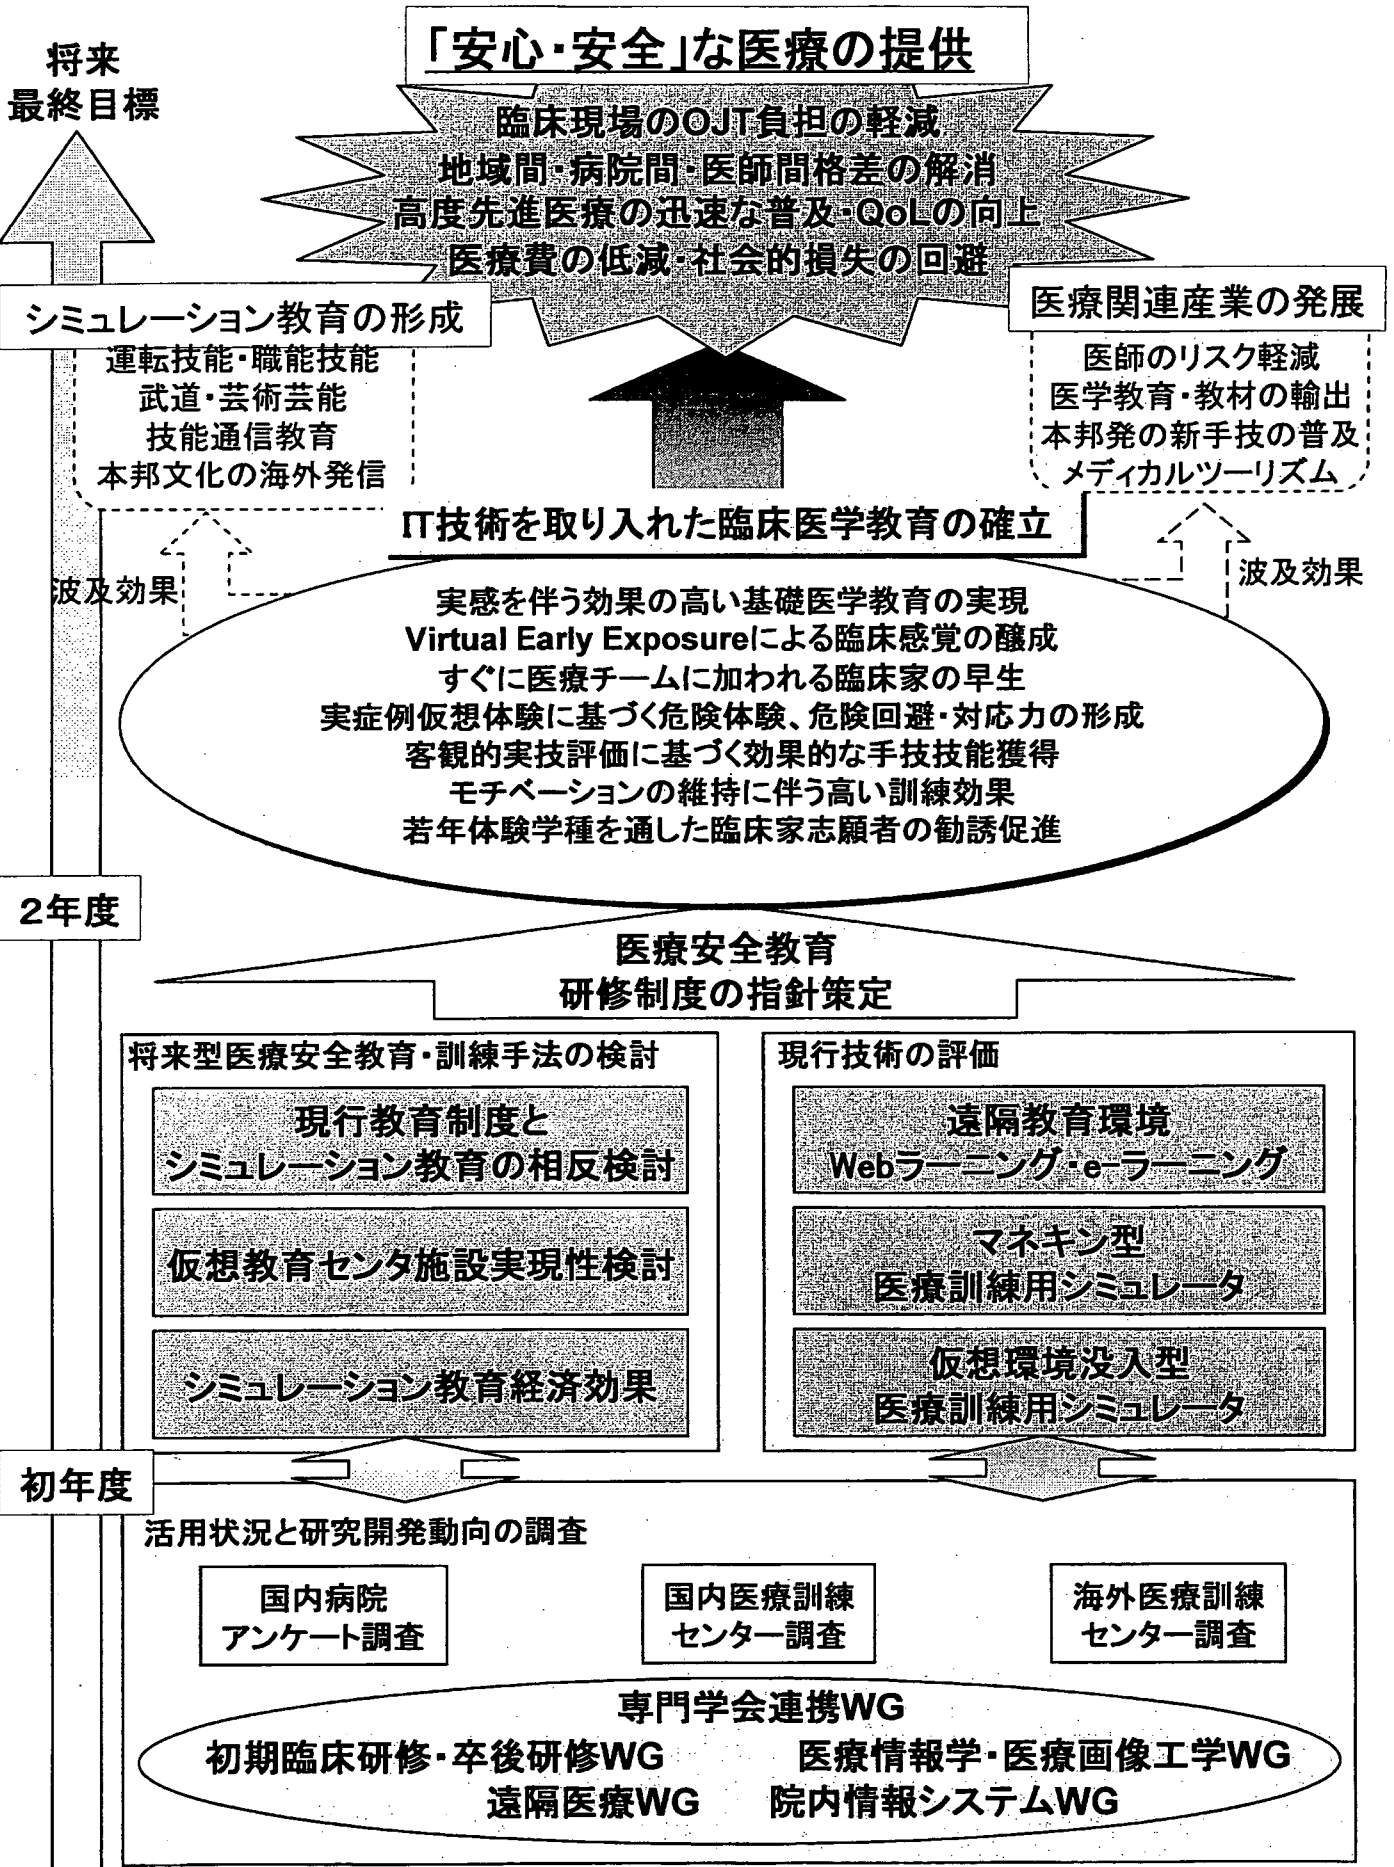 「安心・安全」な医療の提供
将来
最終目標
臨床現場のOJT負担の軽減
地域間・病院間・医師間格差の解消
高度先進医療の迅速な普及・QoLの向上
医療費の低減・社会的損失の回避
シミュレーション教育の形成
運転技能・職能技能
武道・芸術芸能
技能通信教育
本邦文化の海外発信
医療関連産業の発展
医師のリスク軽減
医学教育・教材の輸出
本邦発の新手技の普及
メディカルツーリズム
IT技術を取り入れた臨床医学教育の確立
波及効果
波及効果
実感を伴う効果の高い基礎医学教育の実現
Virtual Early Exposureによる臨床感覚の醸成
すぐに医療チームに加われる臨床家の早生
実症例仮想体験に基づく危険体験、危険回避・対応力の形成
客観的実技評価に基づく効果的な手技技能獲得
モチベーションの維持に伴う高い訓練効果
若年体験学種を通した臨床家志願者の勧誘促進
2年度
医療安全教育
研修制度の指針策定
将来型医療安全教育・訓練手法の検討
現行教育制度と
シミュレーション教育の相反検討
仮想教育センタ施設実現性検討
シミュレーション教育経済効果
現行技術の評価
遠隔教育環境
Webラーニング・e-ラーニング
マネキン型
医療訓練用シミュレータ
仮想環境没入型
医療訓練用シミュレータ
初年度
活用状況と研究開発動向の調査
国内病院
アンケート調査
国内医療訓練
センター調査
海外医療訓練
センター調査
専門学会連携WG
初期臨床研修・卒後研修WG 医療情報学・医療画像工学WG
遠隔医療WG 院内情報システムWG